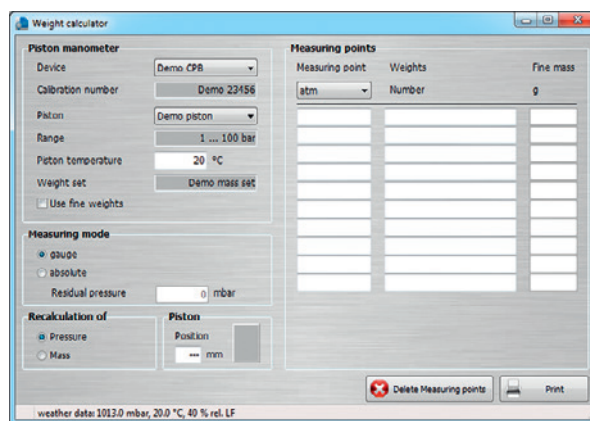 Weight calculator
Piston manometer
Device Demo CPB
Calibration number Demo 23456
Piston Demo piston
Range 1 ... 100 bar
Piston temperature 20 °C
Weight set Demo mass set
Use fine weights
Measuring mode
gauge
absolute
Residual pressure 0 mbar
Recalculation of
Pressure
Mass
Piston
Position
--- mm
Measuring points
Measuring point Weights Fine mass
atm Number g
Delete Measuring points Print
weather data: 1013.0 mbar, 20.0 °C, 40 % rel. LF